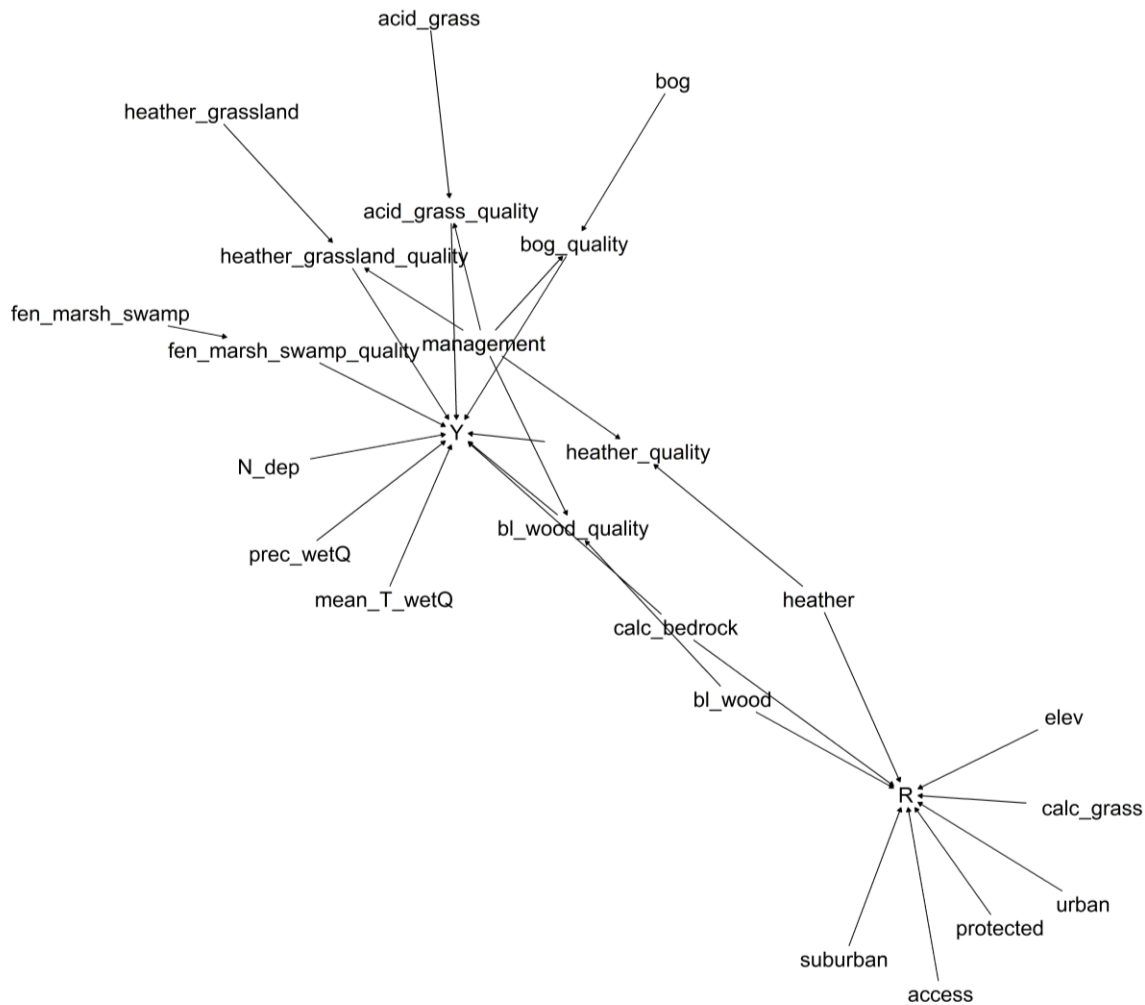 acid_grass
bog
heather_grassland
acid_grass_quality
bog_quality
heather_grassland_quality
fen_marsh_swamp
management
fen_marsh_swamp_quality
Y
heather_quality
N_dep
bl_wood_quality
prec_wetQ
mean_T_wetQ
heather
calc_bedrock
bl_wood
elev
R
calc_grass
urban
protected
suburban
access